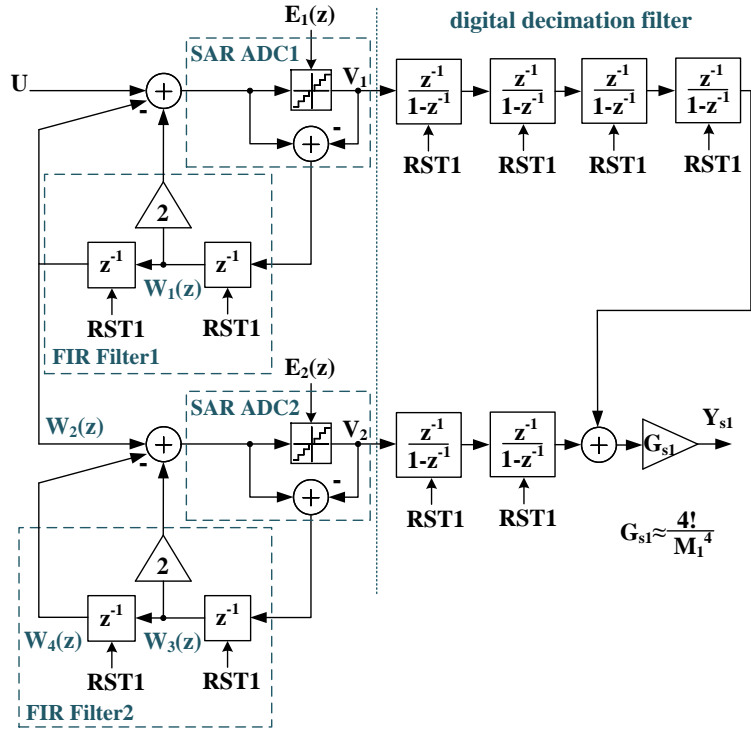 E₁(z)
digital decimation filter
SAR ADC1
U
+
-
V₁
z⁻¹
1-z⁻¹
z⁻¹
1-z⁻¹
z⁻¹
1-z⁻¹
z⁻¹
1-z⁻¹
+
-
RST1
RST1
RST1
RST1
2
z⁻¹
z⁻¹
W₁(z)
RST1
RST1
FIR Filter1
E₂(z)
SAR ADC2
W₂(z)
+
-
V₂
z⁻¹
1-z⁻¹
z⁻¹
1-z⁻¹
+
Gₛ₁
Yₛ₁
+
-
RST1
RST1
Gₛ₁≈4!
M₁⁴
2
z⁻¹
z⁻¹
W₄(z)
W₃(z)
RST1
RST1
FIR Filter2